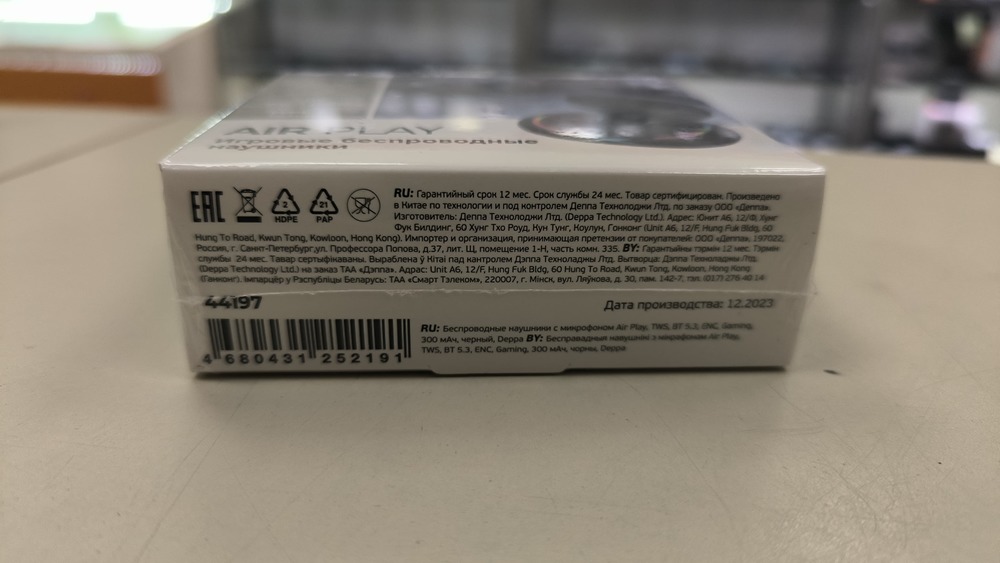 AIR PLAY
Игровые беспроводные
наушники
EAC
2
HDPE
21
PAP
RU: Гарантийный срок 12 мес. Срок службы 24 мес. Товар сертифицирован. Произведено
в Китае по технологии и под контролем Деппа Технолоджи Лтд. по заказу ООО «Деппа».
Изготовитель: Деппа Технолоджи Лтд. (Deppa Technology Ltd.). Адрес: Юнит А6, 12/Ф, Хунг
Фук Билдинг, 60 Хунг Тхо Роуд, Кун Тунг, Коулун, Гонконг (Unit A6, 12/F, Hung Fuk Bldg, 60
Hung To Road, Kwun Tong, Kowloon, Hong Kong). Импортер и организация, принимающая претензии от покупателей: ООО «Деппа», 197022,
Россия, г. Санкт-Петербург,ул. Профессора Попова, д.37, лит. Щ, помещение 1-Н, часть комн. 335. BY: Гарантыйны тэрмін 12 мес. Тэрмін
службы 24 мес. Тавар сертыфікаваны. Выраблена ў Кітаі пад кантролем Дэппа Тэхналоджы Лтд. Вытворца: Дэппа Тэхналоджы Лтд.
(Deppa Technology Ltd.) на заказ ТАА «Дэппа». Адрас: Unit A6, 12/F, Hung Fuk Bldg, 60 Hung To Road, Kwun Tong, Kowloon, Hong Kong
(Ганконг). Імпарцёр у Рэспубліцы Беларусь: ТАА «Смарт Тэлеком», 220007, г. Мінск, вул. Ляўкова, д. 30, пам. 142-7, тэл. (017) 276 40 14
44197
Дата производства: 12.2023
RU: Беспроводные наушники с микрофоном Air Play, TWS, BT 5.3, ENC, Gaming,
300 мАч, черный, Deppa BY: Бесправадныя навушнікі з мікрафонам Air Play,
TWS, BT 5.3, ENC, Gaming, 300 мАч, чорны, Deppa
4 680431 252191